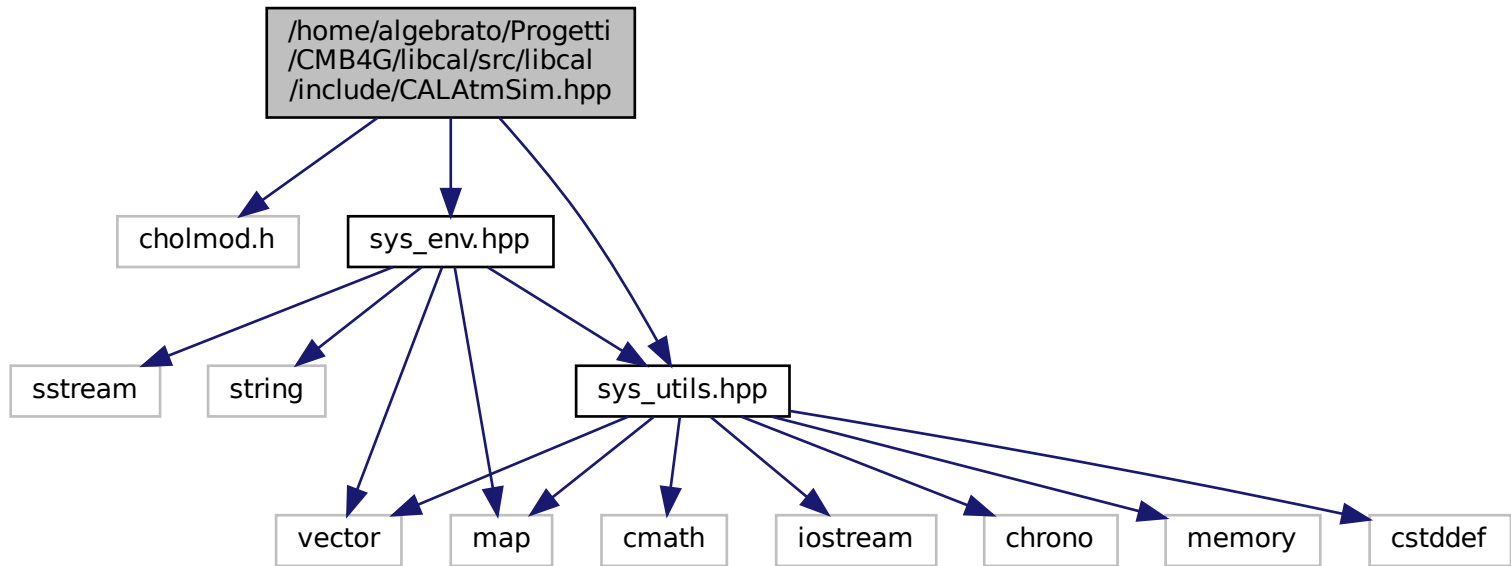 /home/algebrato/Progetti
/CMB4G/libcal/src/libcal
/include/CALAtmSim.hpp
cholmod.h
sys_env.hpp
sstream
string
sys_utils.hpp
vector
map
cmath
iostream
chrono
memory
cstddef